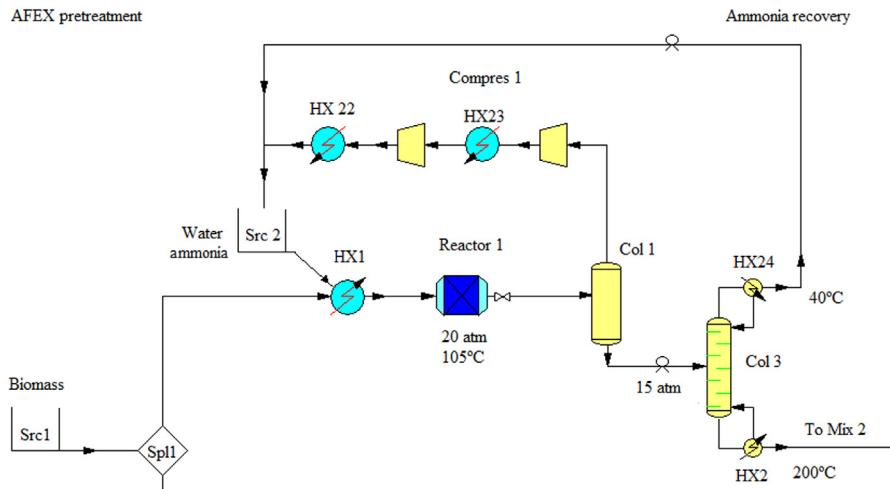 AFEX pretreatment
Ammonia recovery
Compres 1
HX 22
HX23
Water
ammonia
Src 2
HX1
Reactor 1
Col 1
HX24
40ºC
20 atm
105ºC
15 atm
Col 3
Biomass
Src1
Spl1
To Mix 2
HX2
200ºC